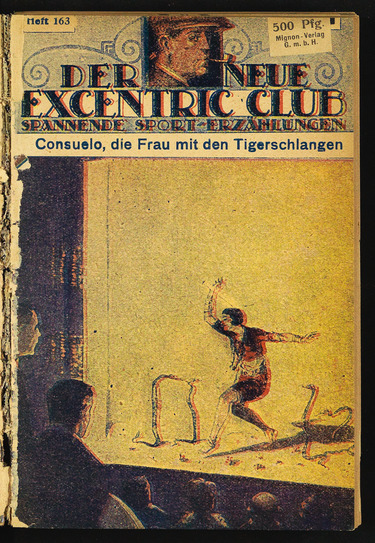 Heft 163
500 Pfg
Mignon-Verlag
G. m. b. H.
DER NEUE
EXCENTRIC CLUB
SPANNENDE SPORT-ERZÄHLUNGEN
Consuelo, die Frau mit den Tigerschlangen